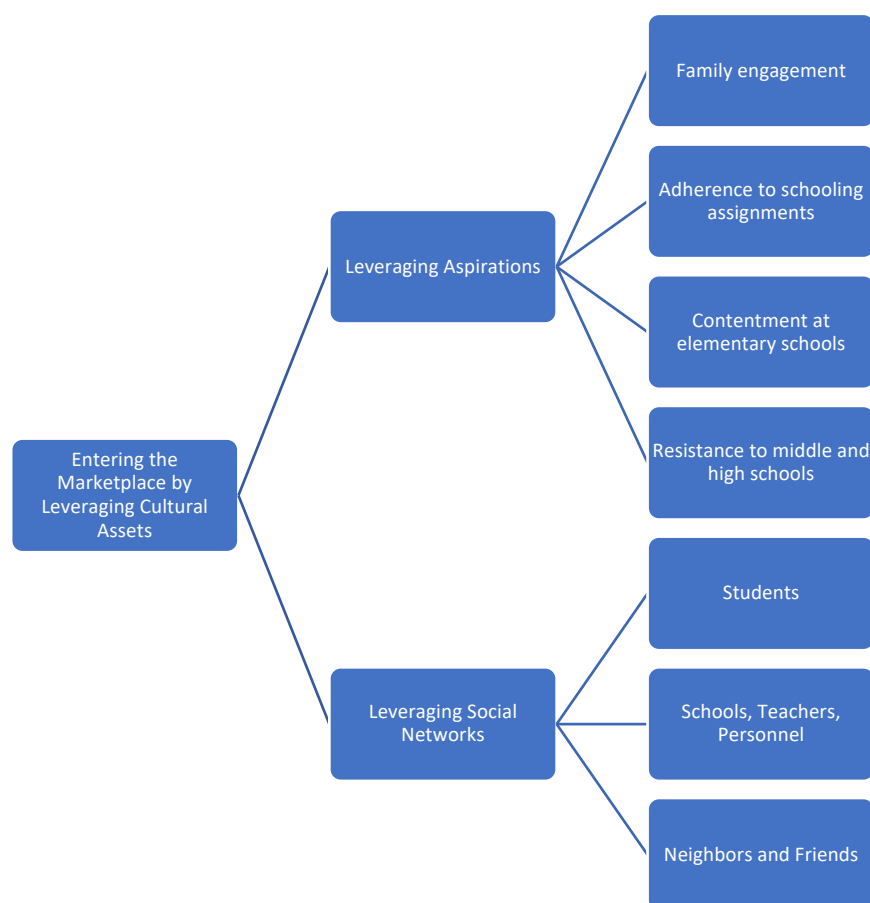 Entering the
Marketplace by
Leveraging Cultural
Assets
Leveraging Aspirations
Family engagement
Adherence to schooling
assignments
Contentment at
elementary schools
Resistance to middle and
high schools
Leveraging Social
Networks
Students
Schools, Teachers,
Personnel
Neighbors and Friends